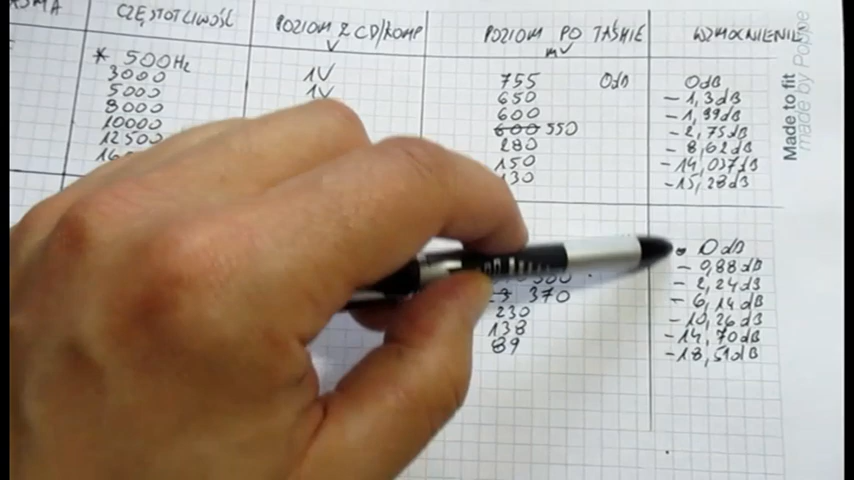 CZĘSTOTLIWOŚĆ POZIOM Z CD/KOMP POZIOM PO TAŚMIE WZMOCNIENIE
V mV
* 500Hz 1V 755 0dB 0dB
3000 1V 650 - 1,3dB
5000 600 - 1,99dB
8000 600 550 - 2,75dB
10000 280 - 8,62dB
12500 150 - 14,037dB
130 - 15,28dB
0dB
- 0,88dB
- 2,24dB
370 - 6,14dB
230 - 10,26dB
138 - 14,70dB
89 - 18,51dB
Made to fit
made by Poppe